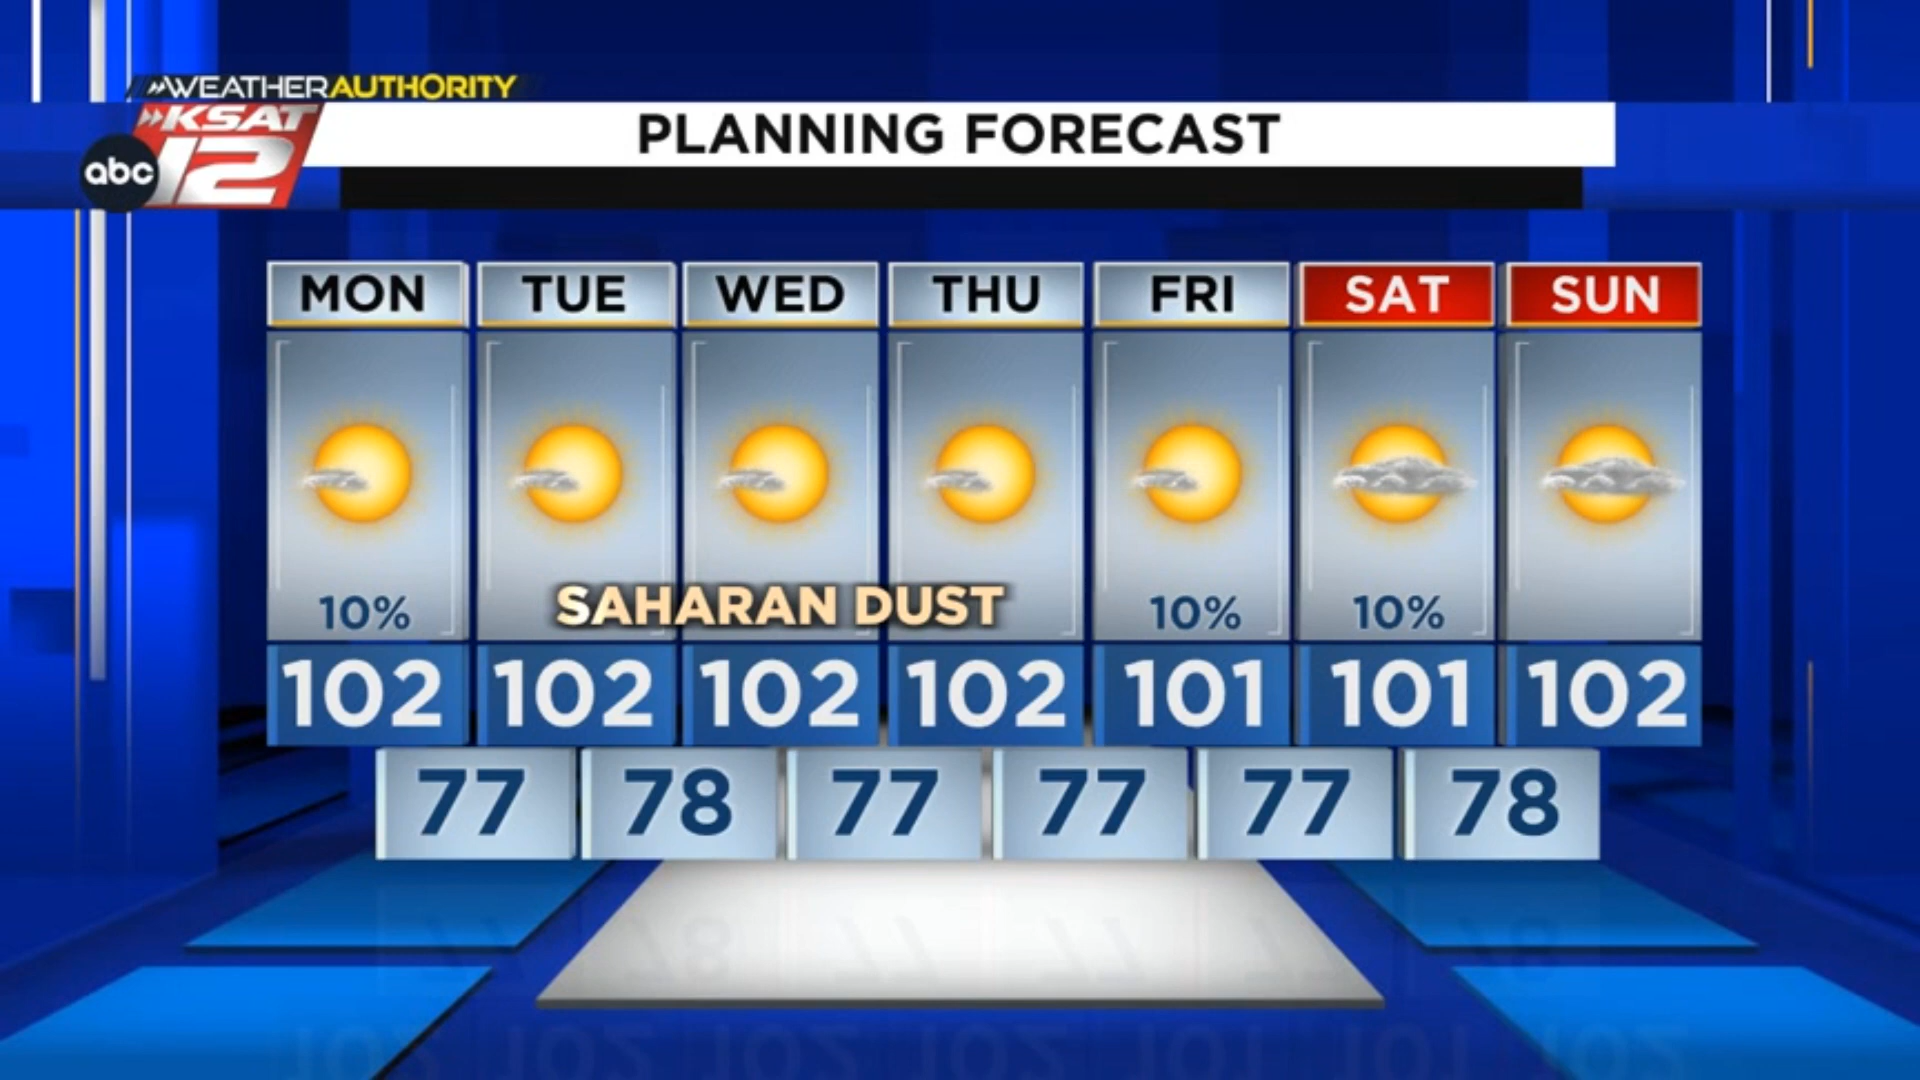 WEATHERAUTHORITY
KSAT
abc 12
PLANNING FORECAST
MON TUE WED THU FRI SAT SUN
10% SAHARAN DUST 10% 10%
102 102 102 102 101 101 102
77 78 77 77 77 78